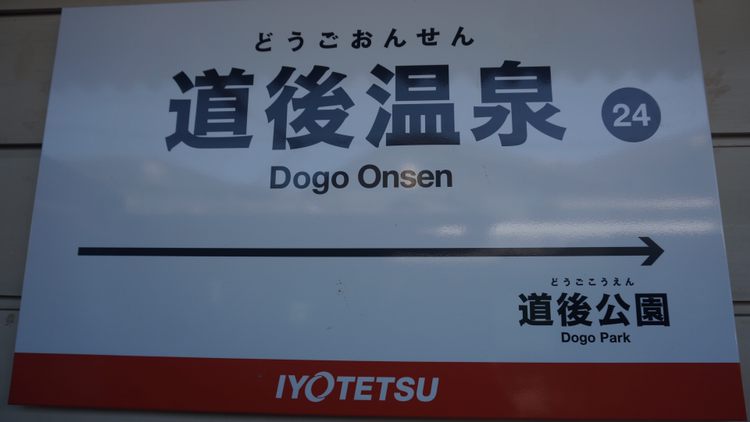 どうごおんせん
道後温泉 24
Dogo Onsen
どうごこうえん
道後公園
Dogo Park
IYOTETSU